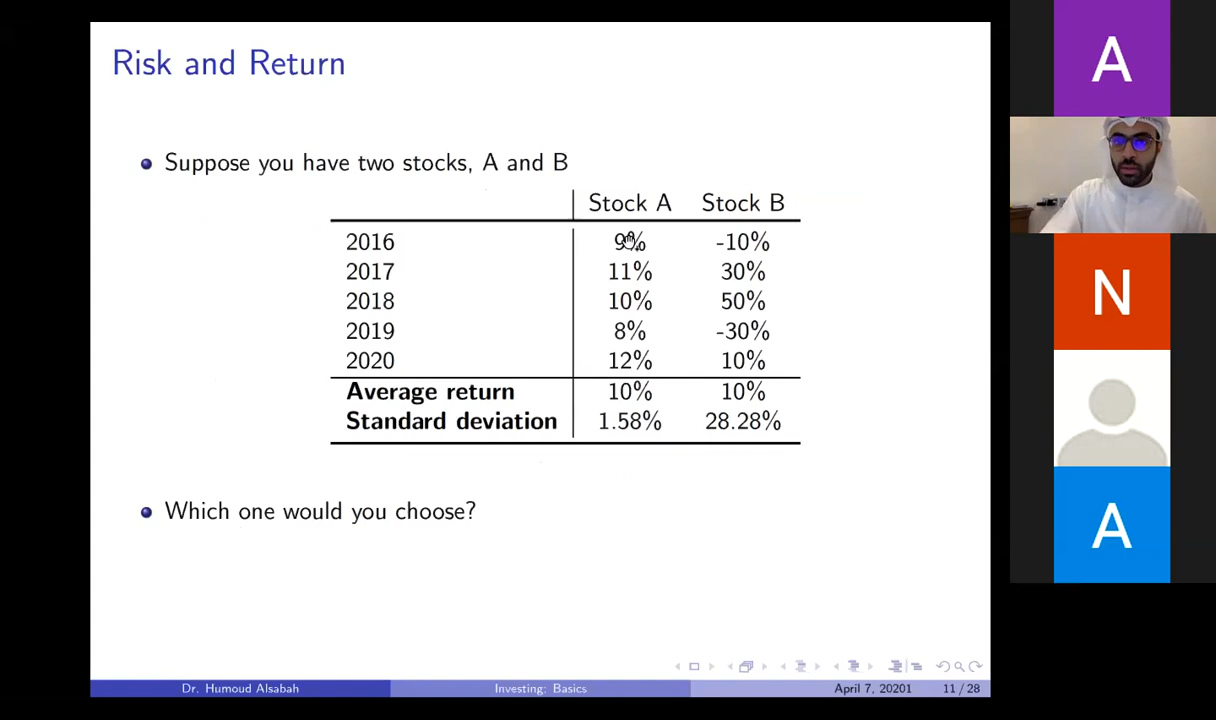 Risk and Return
Suppose you have two stocks, A and B
Stock A Stock B
2016 9% -10%
2017 11% 30%
2018 10% 50%
2019 8% -30%
2020 12% 10%
Average return 10% 10%
Standard deviation 1.58% 28.28%
Which one would you choose?
Dr. Humoud Alsabah Investing: Basics April 7, 20201 11 / 28
A
N
A